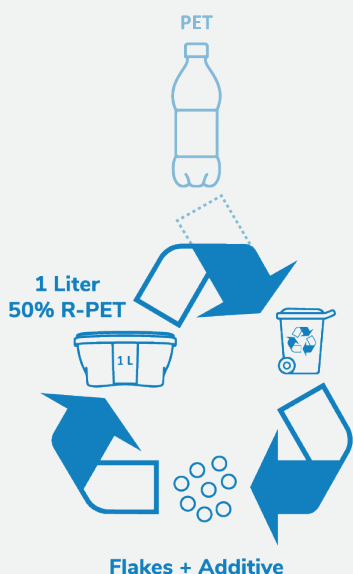 PET
1 Liter
50% R-PET
1 L
Flakes + Additive